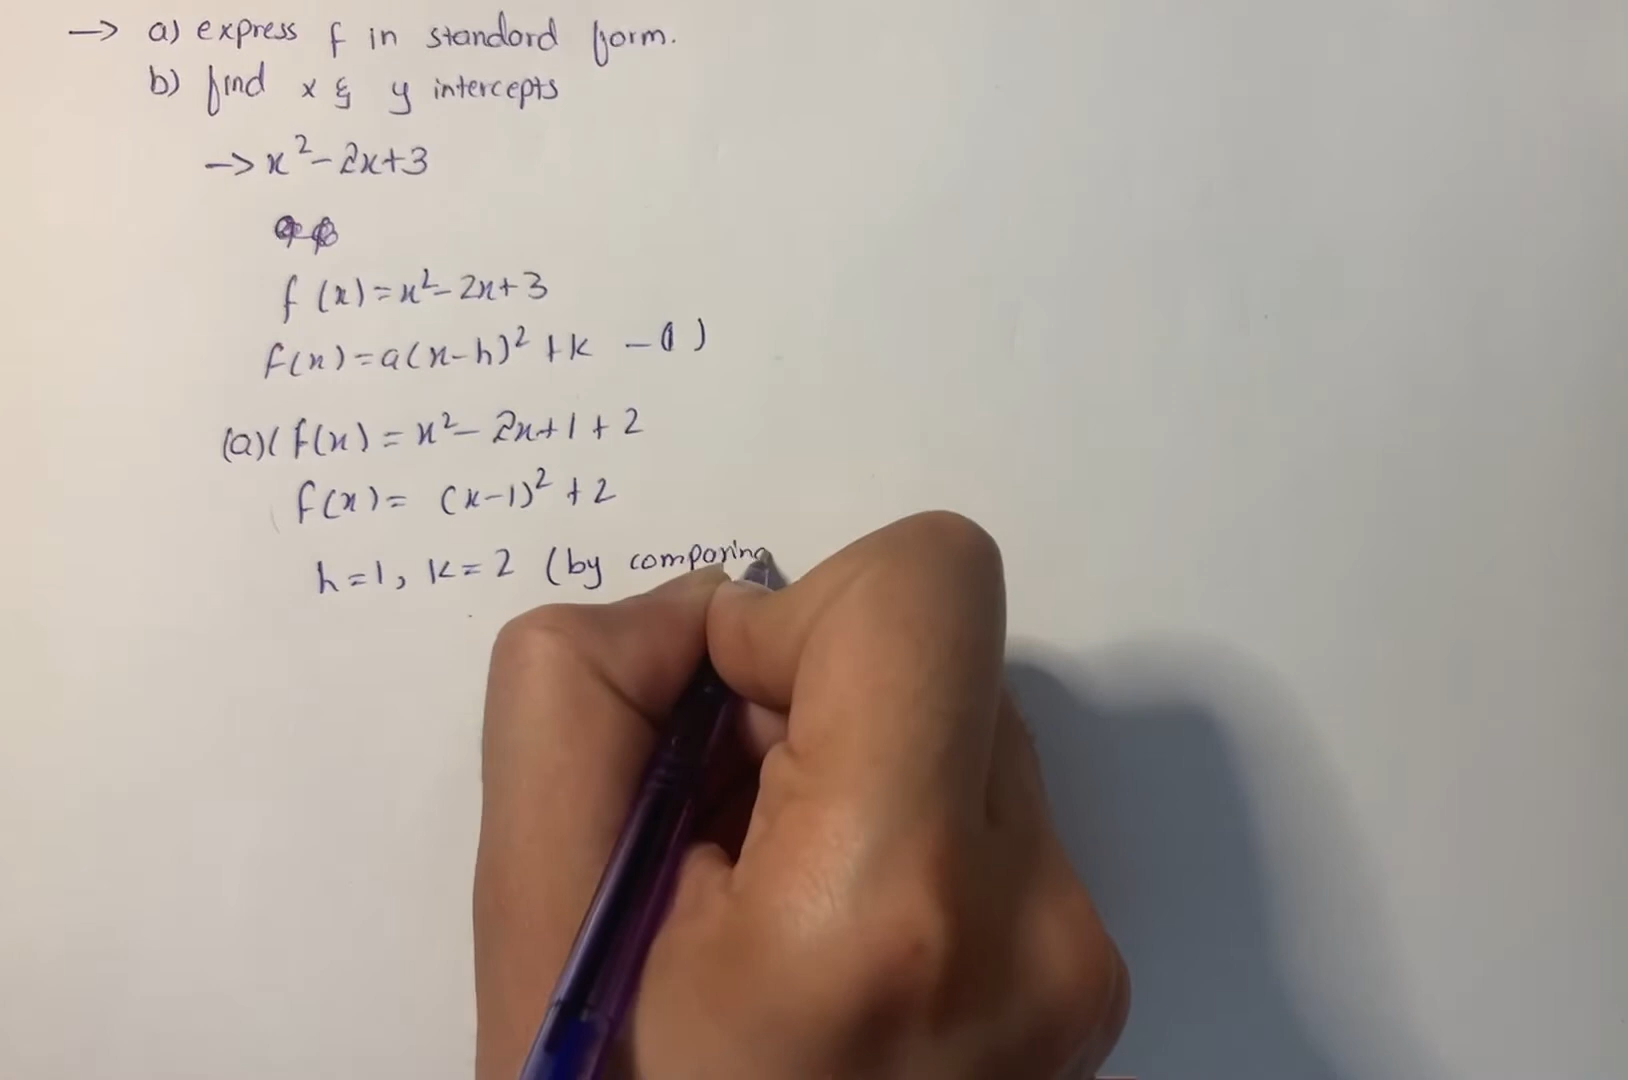 → a) express f in standard form.
b) find x & y intercepts
→ x² - 2x + 3
f(x) = x² - 2x + 3
f(x) = a(x - h)² + k - (1)
(a) ( f(x) = x² - 2x + 1 + 2
f(x) = (x - 1)² + 2
h = 1, k = 2 (by comparing